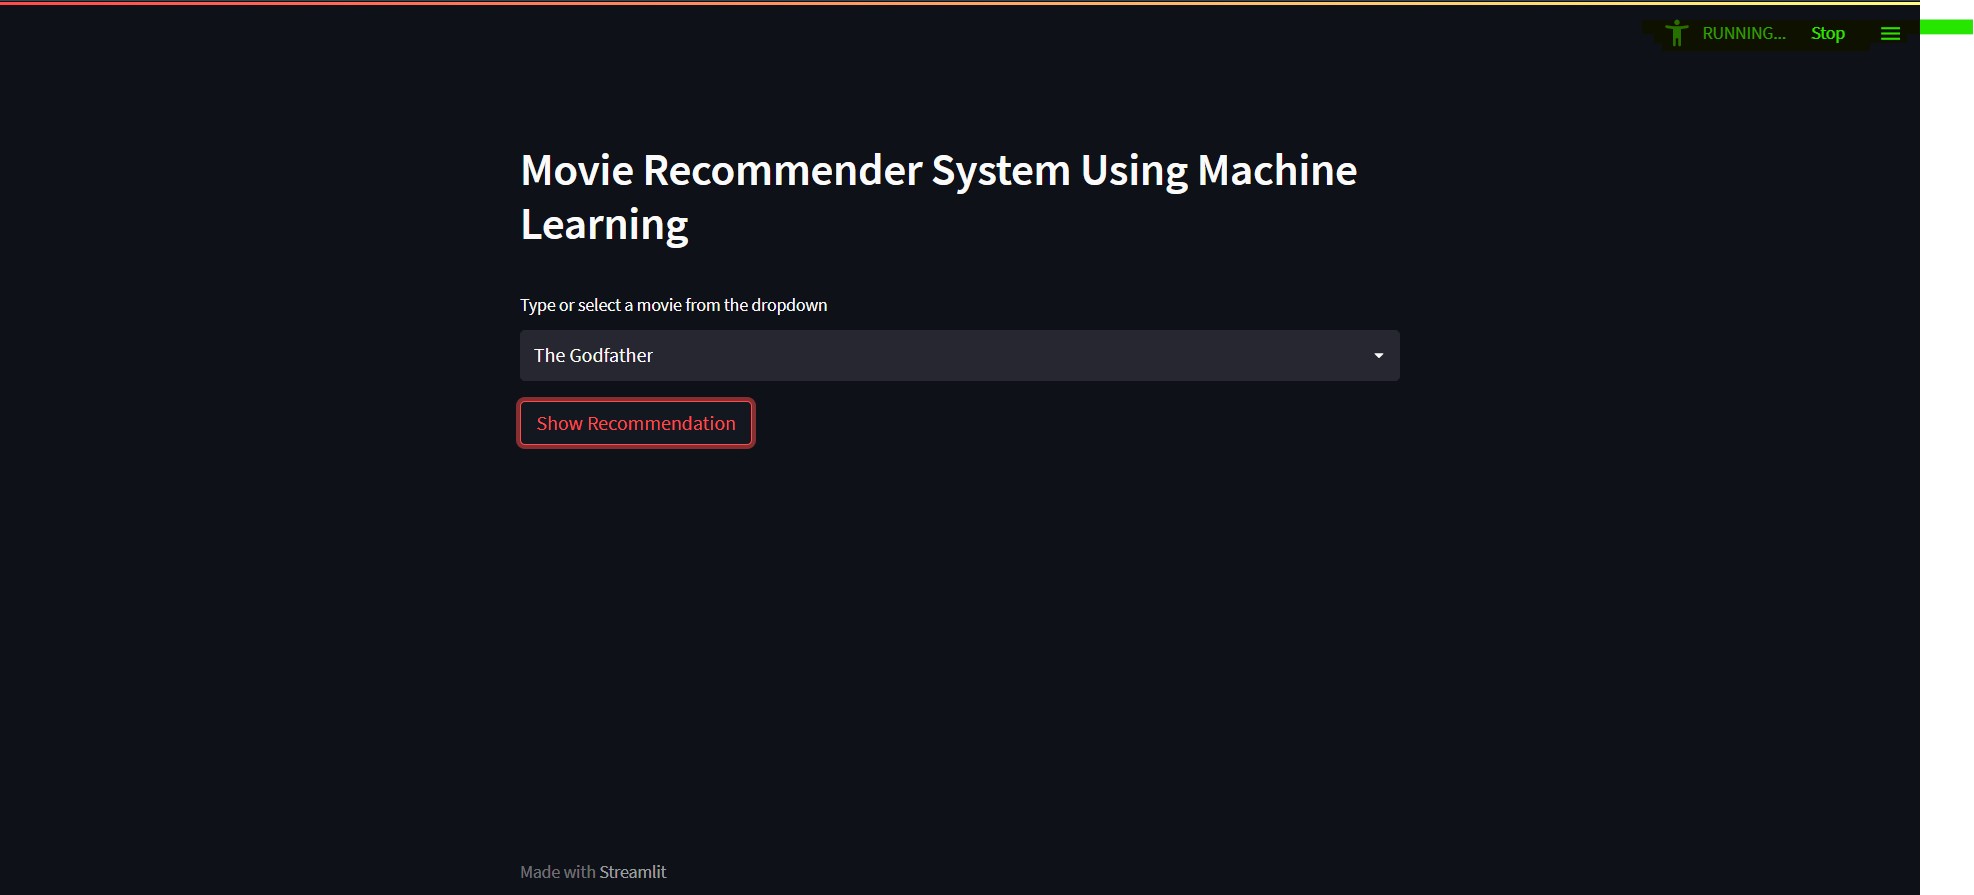 RUNNING... Stop
Movie Recommender System Using Machine
Learning
Type or select a movie from the dropdown
The Godfather
Show Recommendation
Made with Streamlit